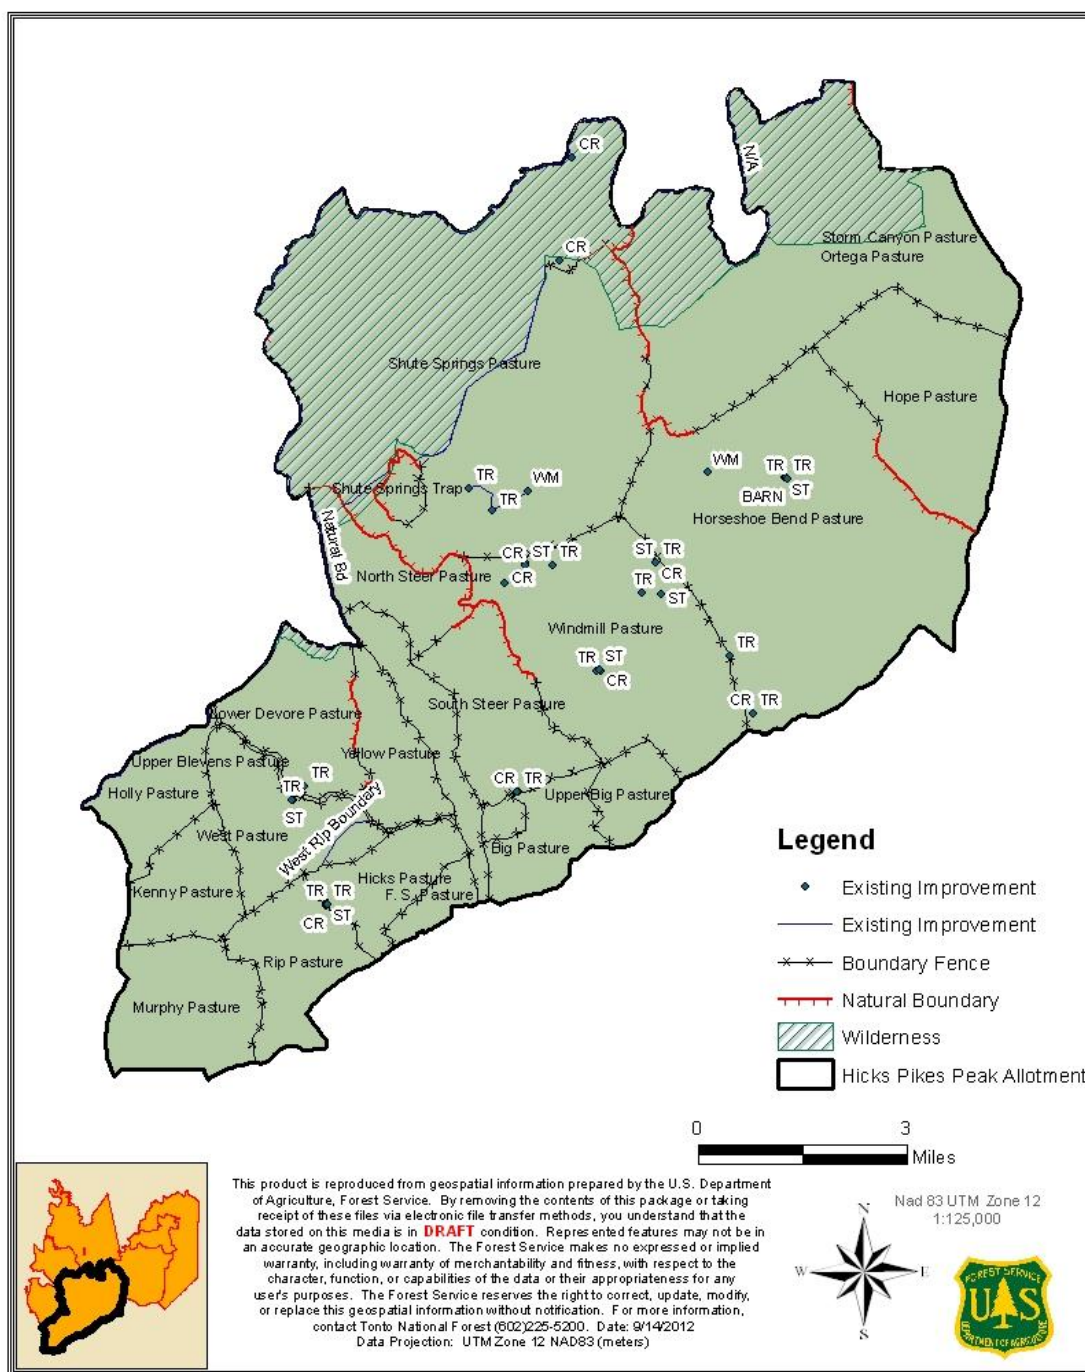 CR
N/A
CR
Storm Canyon Pasture
Ortega Pasture
Shute Springs Pasture
Hope Pasture
WM
TR TR
BARN ST
TR
WM
Shute Springs Trap
TR
Horseshoe Bend Pasture
Natural Bd
CR ST TR
CR
ST TR
CR
TR
ST
North Steer Pasture
Windmill Pasture
TR ST
CR
TR
CR TR
South Steer Pasture
Lower Devore Pasture
Yellow Pasture
Upper Blevens Pasture
TR
TR
ST
CR TR
Upper Big Pasture
Holly Pasture
West Rip Boundary
West Pasture
Big Pasture
Hicks Pasture
F. S. Pasture
Kenny Pasture
TR TR
CR ST
Rip Pasture
Murphy Pasture
Legend
Existing Improvement
Existing Improvement
Boundary Fence
Natural Boundary
Wilderness
Hicks Pikes Peak Allotment
0 3
Miles
This product is reproduced from geospatial information prepared by the U.S. Department
of Agriculture, Forest Service. By removing the contents of this package or taking
receipt of these files via electronic file transfer methods, you understand that the
data stored on this media is in DRAFT condition. Represented features may not be in
an accurate geographic location. The Forest Service makes no expressed or implied
warranty, including warranty of merchantability and fitness, with respect to the
character, function, or capabilities of the data or their appropriateness for any
user's purposes. The Forest Service reserves the right to correct, update, modify,
or replace this geospatial information without notification. For more information,
contact Tonto National Forest (602)225-5200. Date: 9/14/2012
Data Projection: UTM Zone 12 NAD83 (meters)
Nad 83 UTM Zone 12
1:125,000
N
W E
S
FOREST SERVICE
U S
DEPARTMENT OF AGRICULTURE